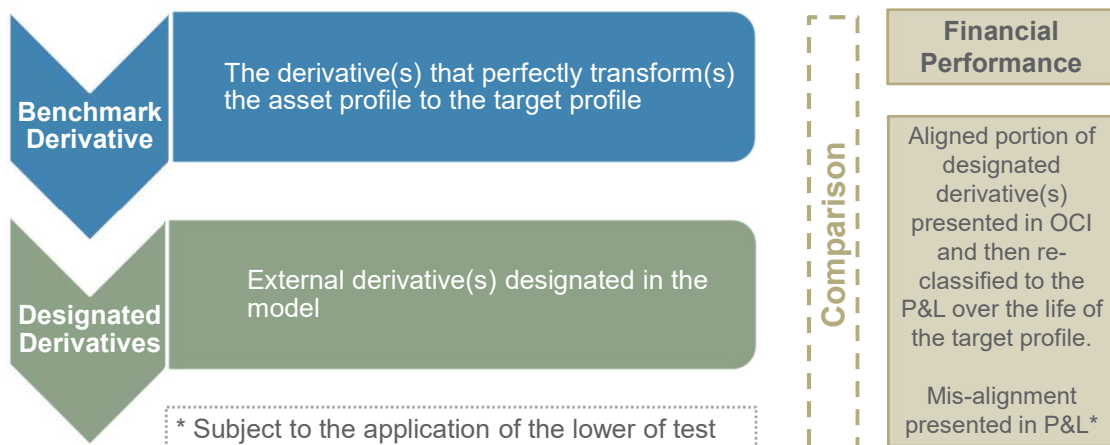 Benchmark
Derivative
The derivative(s) that perfectly transform(s)
the asset profile to the target profile
Designated
Derivatives
External derivative(s) designated in the
model
* Subject to the application of the lower of test
Comparison
Financial
Performance
Aligned portion of
designated
derivative(s)
presented in OCI
and then re-
classified to the
P&L over the life of
the target profile.
Mis-alignment
presented in P&L*